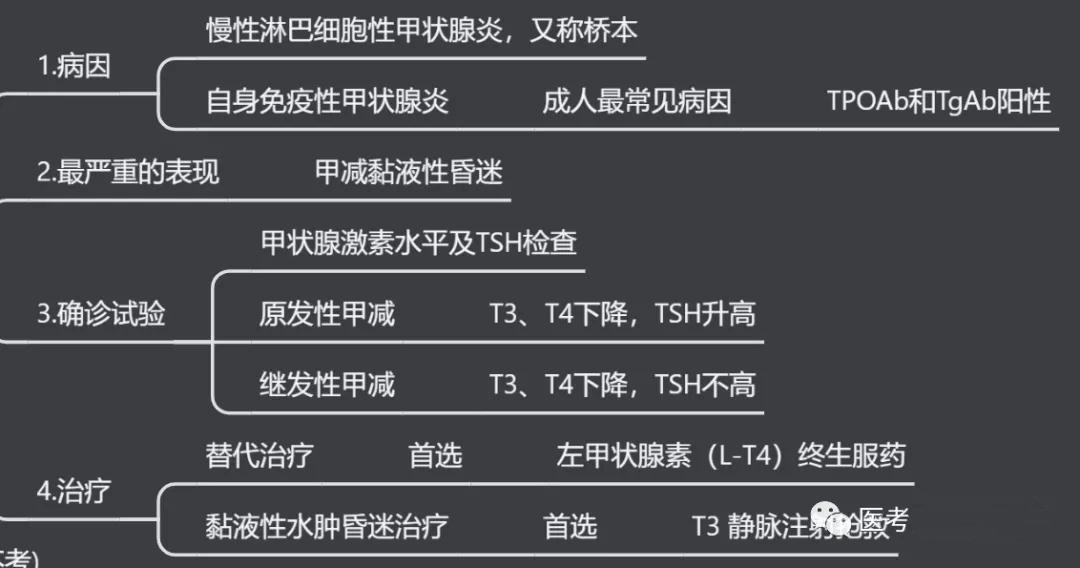 慢性淋巴细胞性甲状腺炎，又称桥本
1.病因
自身免疫性甲状腺炎 成人最常见病因 TPOAb和TgAb阳性
2.最严重的表现 甲减黏液性昏迷
甲状腺激素水平及TSH检查
3.确诊试验
原发性甲减 T3、T4下降，TSH升高
继发性甲减 T3、T4下降，TSH不高
替代治疗 首选 左甲状腺素（L-T4）终生服药
4.治疗
黏液性水肿昏迷治疗 首选 T3 静脉注射抢救
医考
考)